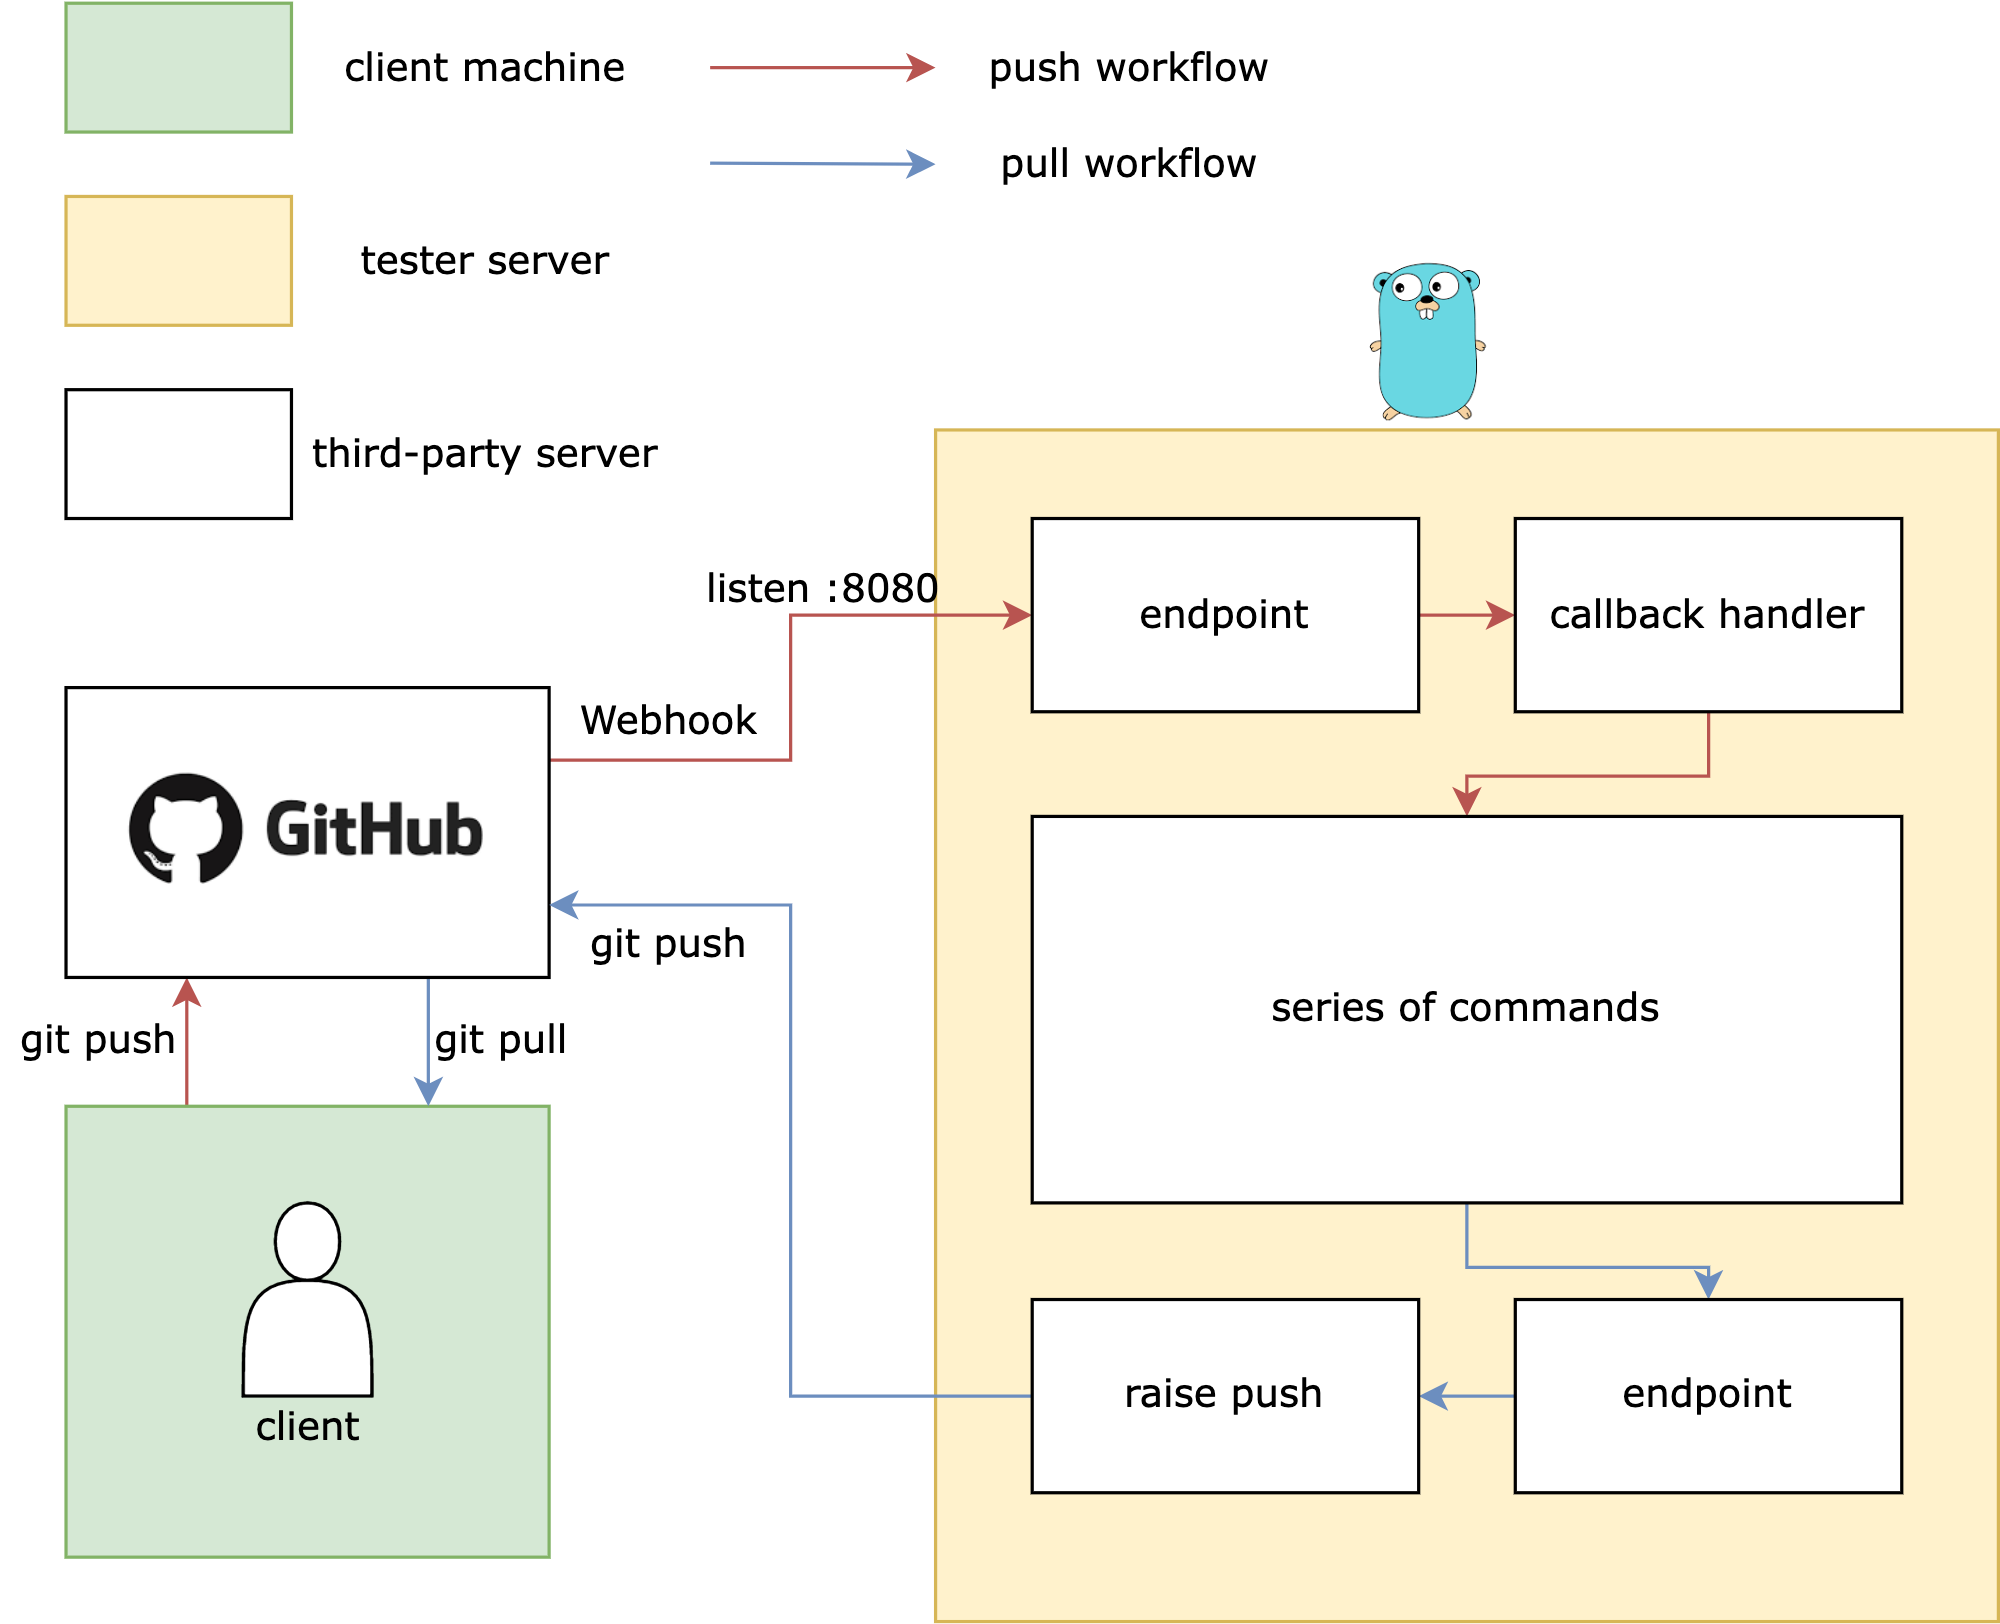 client machine
push workflow
pull workflow
tester server
third-party server
listen :8080
endpoint
callback handler
Webhook
GitHub
git push
series of commands
git push
git pull
raise push
endpoint
client